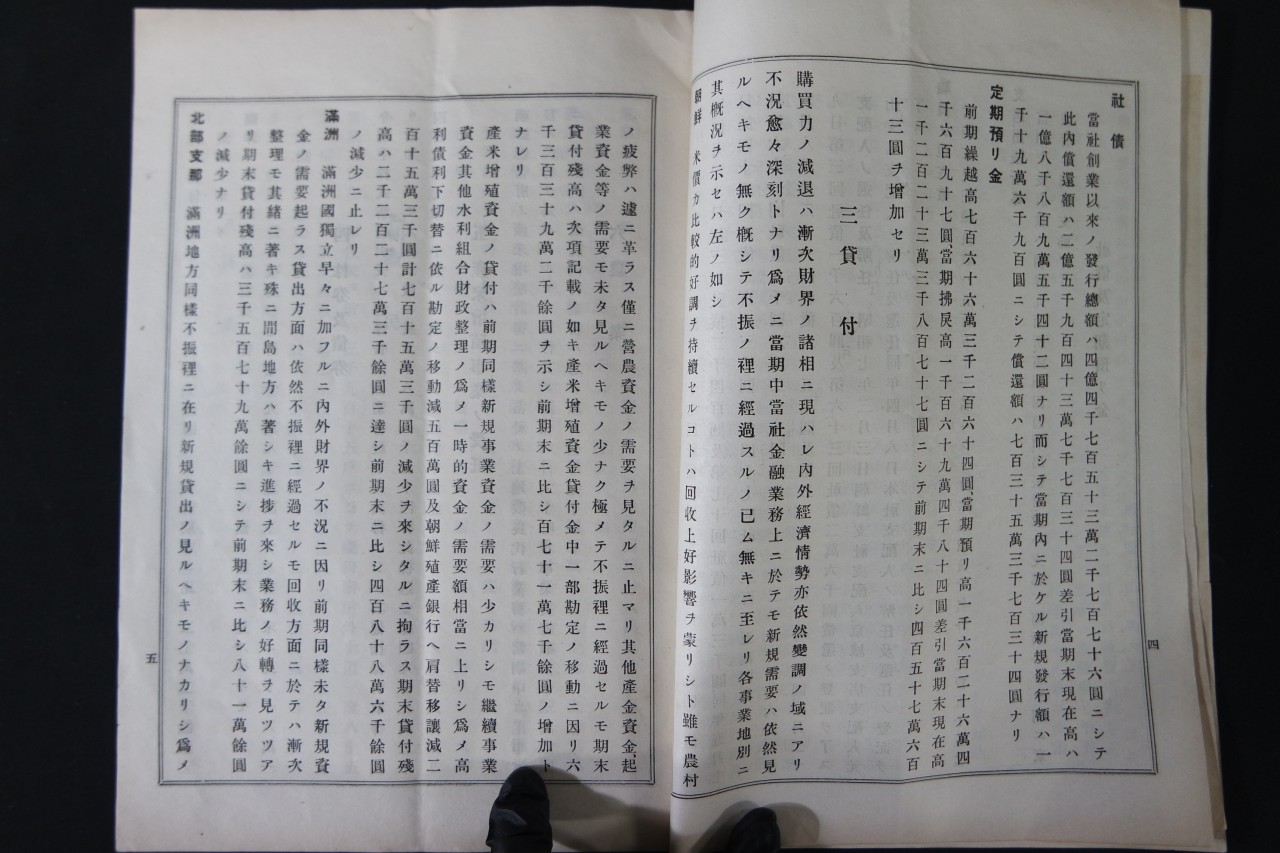 社債
當社創業以來ノ發行總額ハ四億四千七百五十三萬二千七百七十六圓ニシテ
此內償還額ハ二億五千九百四十三萬七千七百三十四圓差引當期末現在高ハ
一億八千八百九萬五千四十二圓ナリ而シテ當期內ニ於ケル新規發行額ハ一
千十九萬六千九百圓ニシテ償還額ハ七百三十五萬三千七百三十四圓ナリ
定期預リ金
前期繰越高七百六十六萬三千二百六十四圓當期預リ高一千六百二十六萬四
千六百九十七圓當期拂戾高一千百六十九萬四千八十四圓差引當期末現在高
一千二百二十三萬三千八百七十七圓ニシテ前期末ニ比シ四百五十七萬六百
十三圓ヲ增加セリ
三貸付
購買力ノ減退ハ漸次財界ノ諸相ニ現ハレ內外經濟情勢亦依然變調ノ域ニアリ
不況愈々深刻トナリ爲メニ當期中當社金融業務上ニ於テモ新規需要ハ依然見
ルヘキモノ無ク槪シテ不振ノ裡ニ經過スルノ已ム無キニ至レリ各事業地別ニ
其槪況ヲ示セハ左ノ如シ
朝鮮 米價カ比較的好調ヲ持續セルコトハ回收上好影響ヲ蒙リシト雖モ農村
四
ノ疲弊ハ遽ニ革ラス僅ニ營農資金ノ需要ヲ見タルニ止マリ其他產金資金、起
業資金等ノ需要モ未タ見ルヘキモノ少ナク極メテ不振裡ニ經過セルモ期末
貸付殘高ハ次項記載ノ如キ產米增殖資金貸付金中一部勘定ノ移動ニ因リ六
千三百三十九萬二千餘圓ヲ示シ前期末ニ比シ百七十一萬七千餘圓ノ增加ト
ナレリ
產米增殖資金ノ貸付ハ前期同樣新規事業資金ノ需要ハ少カリシモ繼續事業
資金其他水利組合財政整理ノ爲メ一時的資金ノ需要額相當ニ上リシ爲メ高
利債利下切替ニ依ル勘定ノ移動減五百萬圓及朝鮮殖產銀行ヘ肩替移讓減二
百十五萬三千圓計七百十五萬三千圓ノ減少ヲ來シタルニ拘ラス期末貸付殘
高ハ二千二百二十七萬三千餘圓ニ達シ前期末ニ比シ四百八十八萬六千餘圓
ノ減少ニ止レリ
滿洲 滿洲國獨立早々ニ加フルニ內外財界ノ不況ニ因リ前期同樣未タ新規資
金ノ需要起ラス貸出方面ハ依然不振裡ニ經過セルモ回收方面ニ於テハ漸次
整理モ其緖ニ著キ殊ニ間島地方ハ著シキ進捗ヲ來シ業務ノ好轉ヲ見ツツア
リ期末貸付殘高ハ三千五百七十九萬餘圓ニシテ前期末ニ比シ八十一萬餘圓
ノ減少ナリ
北部支那 滿洲地方同樣不振裡ニ在リ新規貸出ノ見ルヘキモノナカリシ爲メ
五